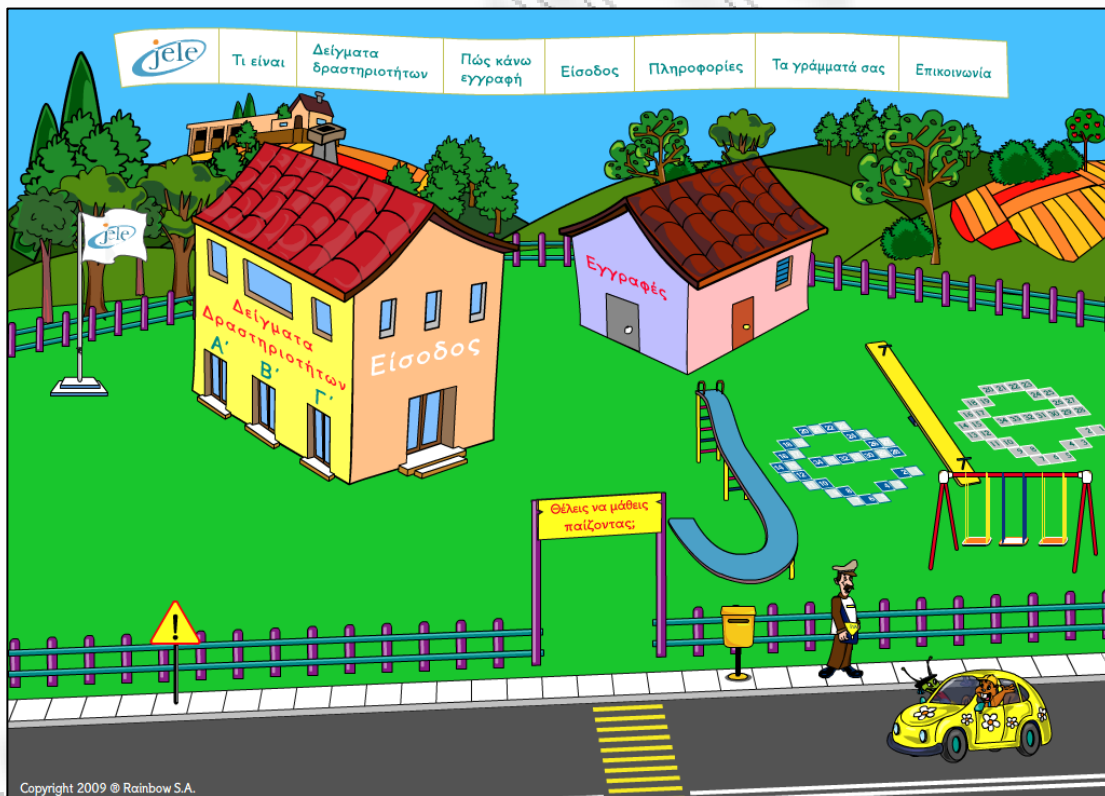 jele
Τι είναι
Δείγματα
δραστηριοτήτων
Πώς κάνω
εγγραφή
Είσοδος
Πληροφορίες
Τα γράμματά σας
Επικοινωνία
jele
Δείγματα
Δραστηριοτήτων
Α΄
Β΄
Γ΄
Είσοδος
Εγγραφές
Θέλεις να μάθεις
παίζοντας;
!
Copyright 2009 ® Rainbow S.A.